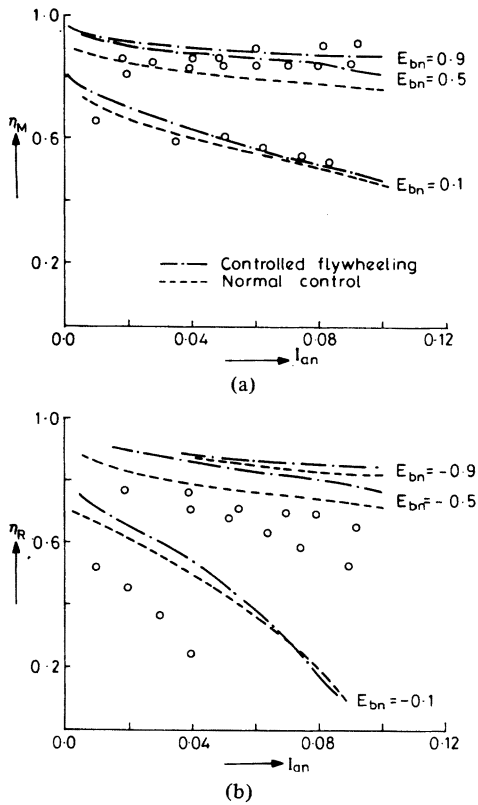 1·0
η_M
0·6
0·2
E_bn = 0·9
E_bn = 0·5
E_bn = 0·1
Controlled flywheeling
Normal control
0·0 0·04 0·08 0·12
I_an
(a)
1·0
η_R
0·6
0·2
E_bn = − 0·9
E_bn = − 0·5
E_bn = −0·1
0·0 0·04 0·08 0·12
I_an
(b)